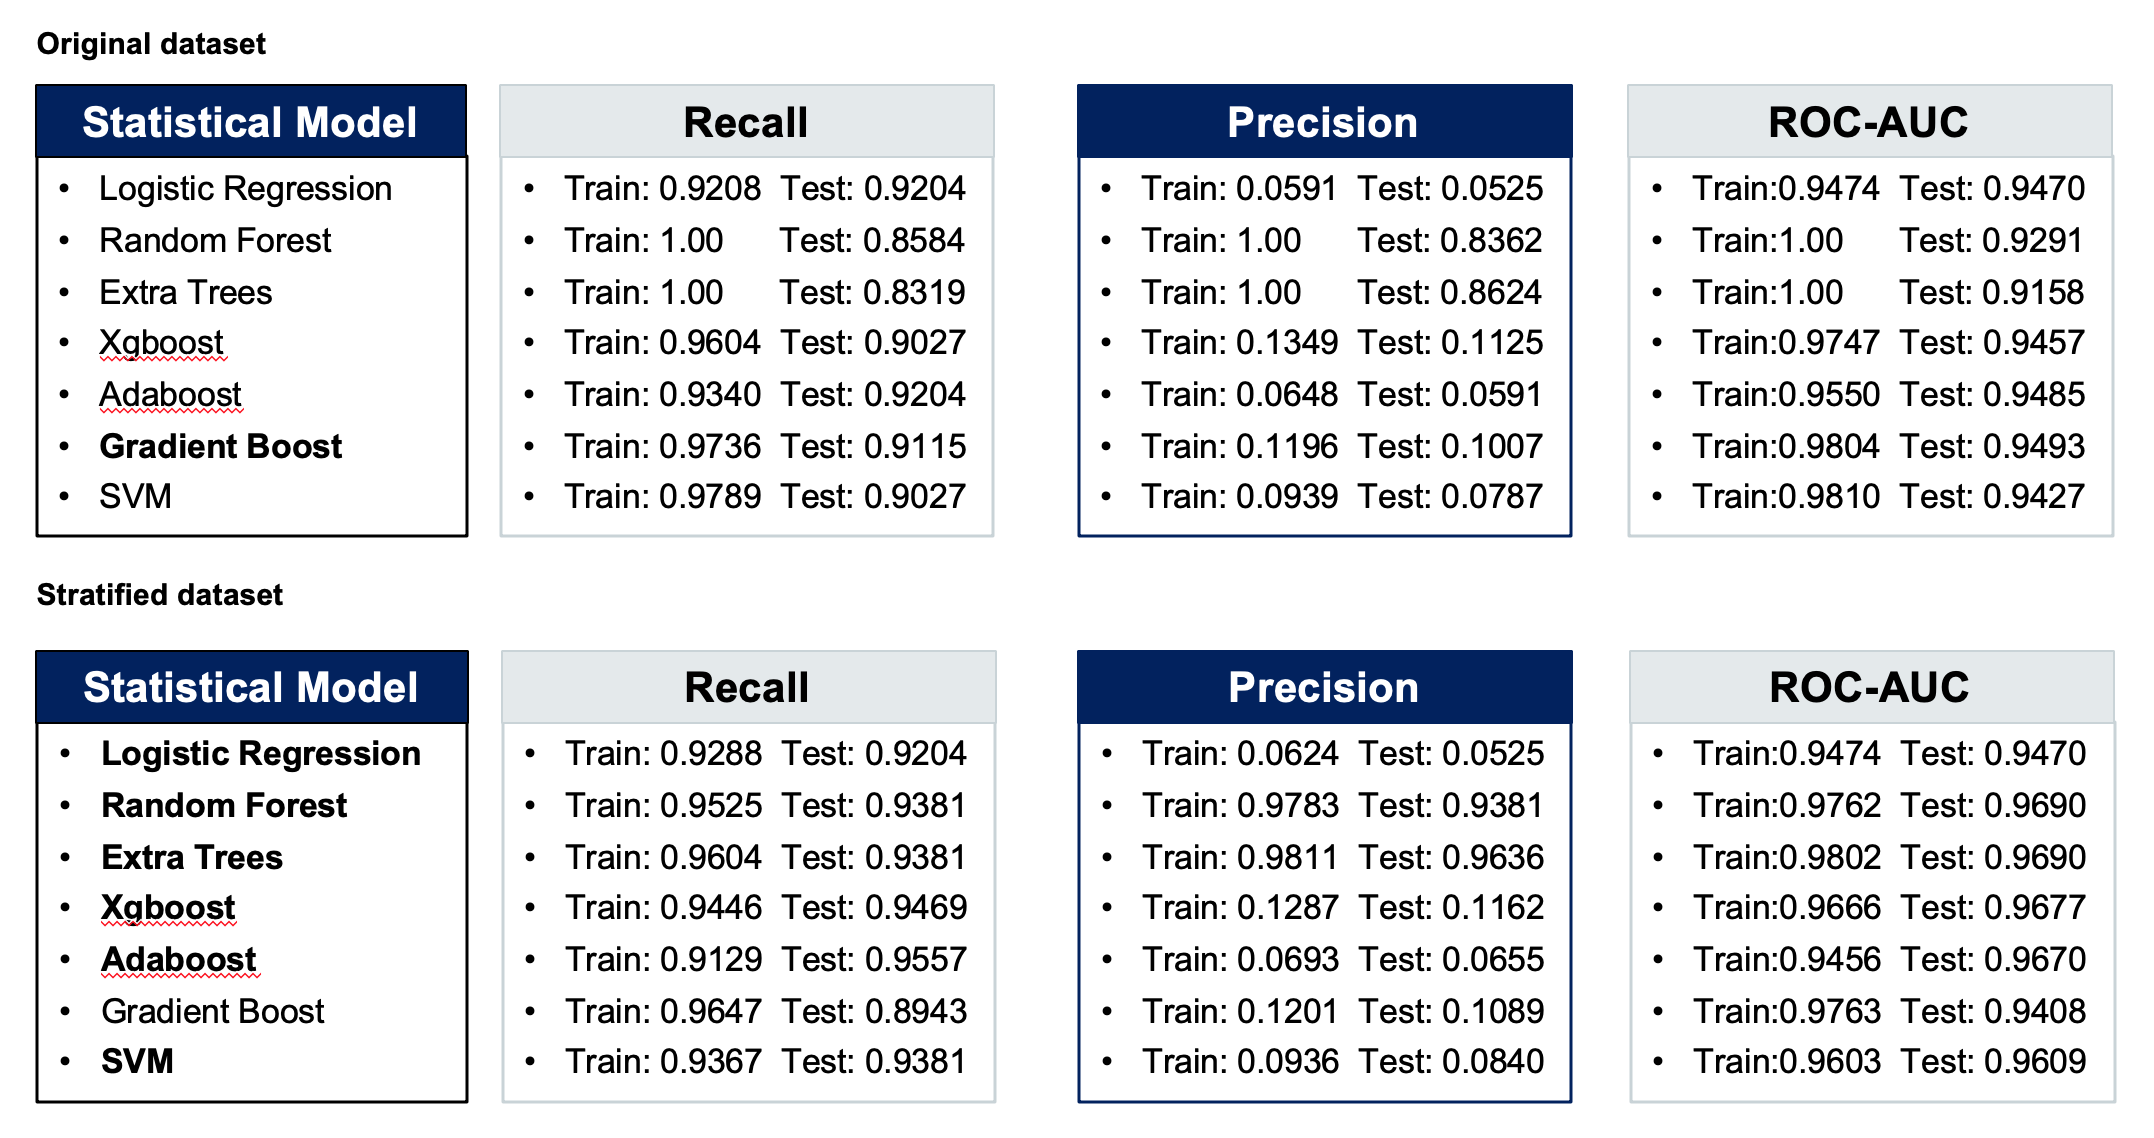 Original dataset
Statistical Model Recall Precision ROC-AUC
• Logistic Regression • Train: 0.9208 Test: 0.9204 • Train: 0.0591 Test: 0.0525 • Train:0.9474 Test: 0.9470
• Random Forest • Train: 1.00 Test: 0.8584 • Train: 1.00 Test: 0.8362 • Train:1.00 Test: 0.9291
• Extra Trees • Train: 1.00 Test: 0.8319 • Train: 1.00 Test: 0.8624 • Train:1.00 Test: 0.9158
• Xgboost • Train: 0.9604 Test: 0.9027 • Train: 0.1349 Test: 0.1125 • Train:0.9747 Test: 0.9457
• Adaboost • Train: 0.9340 Test: 0.9204 • Train: 0.0648 Test: 0.0591 • Train:0.9550 Test: 0.9485
• Gradient Boost • Train: 0.9736 Test: 0.9115 • Train: 0.1196 Test: 0.1007 • Train:0.9804 Test: 0.9493
• SVM • Train: 0.9789 Test: 0.9027 • Train: 0.0939 Test: 0.0787 • Train:0.9810 Test: 0.9427
Stratified dataset
Statistical Model Recall Precision ROC-AUC
• Logistic Regression • Train: 0.9288 Test: 0.9204 • Train: 0.0624 Test: 0.0525 • Train:0.9474 Test: 0.9470
• Random Forest • Train: 0.9525 Test: 0.9381 • Train: 0.9783 Test: 0.9381 • Train:0.9762 Test: 0.9690
• Extra Trees • Train: 0.9604 Test: 0.9381 • Train: 0.9811 Test: 0.9636 • Train:0.9802 Test: 0.9690
• Xgboost • Train: 0.9446 Test: 0.9469 • Train: 0.1287 Test: 0.1162 • Train:0.9666 Test: 0.9677
• Adaboost • Train: 0.9129 Test: 0.9557 • Train: 0.0693 Test: 0.0655 • Train:0.9456 Test: 0.9670
• Gradient Boost • Train: 0.9647 Test: 0.8943 • Train: 0.1201 Test: 0.1089 • Train:0.9763 Test: 0.9408
• SVM • Train: 0.9367 Test: 0.9381 • Train: 0.0936 Test: 0.0840 • Train:0.9603 Test: 0.9609